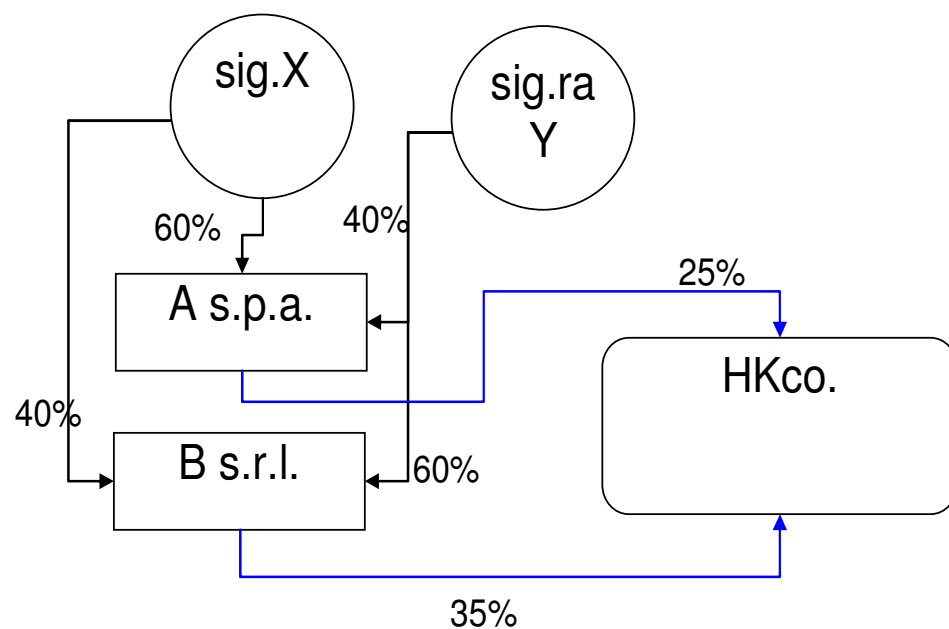 sig.X
sig.ra
Y
60%
40%
25%
A s.p.a.
HKco.
40%
B s.r.l.
60%
35%